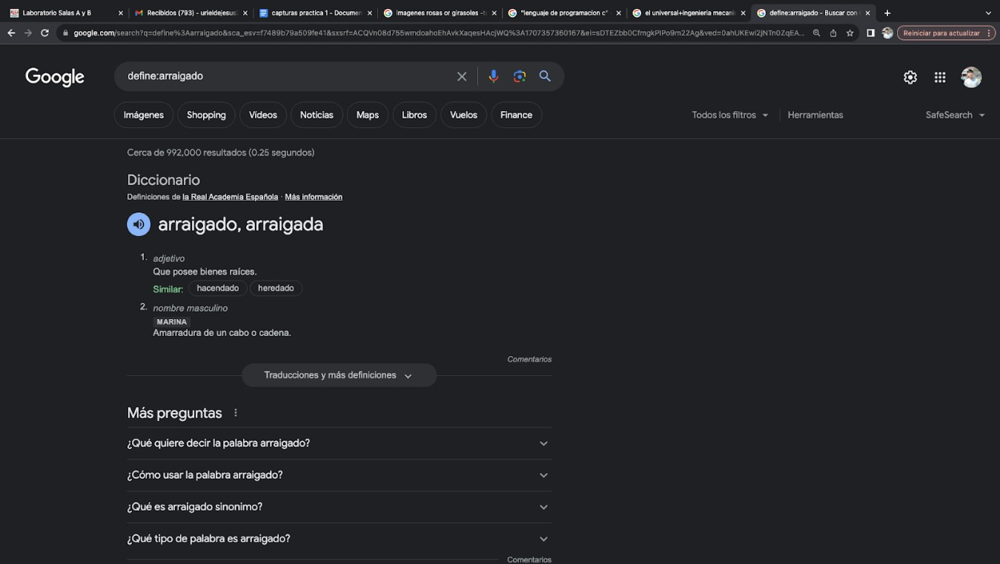 Laboratorio Salas A y B
Recibidos (793) - urieldejesus
capturas practica 1 - Documen
imagenes rosas or girasoles -
"lenguaje de programacion c"
el universal+ingenieria mecani
define:arraigado - Buscar con
google.com/search?q=define%3Aarraigado&sca_esv=f7489b79a509fe41&sxsrf=ACQVn08d755wmdoahoEhAvkXaqesHAcjWQ%3A1707357360167&ei=sDTEZbb0CfmgkPIPo9m22Ag&ved=0ahUKEwi2jNTn0ZqEA...
Reiniciar para actualizar
Google
define:arraigado
Imágenes
Shopping
Videos
Noticias
Maps
Libros
Vuelos
Finance
Todos los filtros
Herramientas
SafeSearch
Cerca de 992,000 resultados (0.25 segundos)
Diccionario
Definiciones de la Real Academia Española · Más información
arraigado, arraigada
1. adjetivo
Que posee bienes raíces.
Similar: hacendado heredado
2. nombre masculino
MARINA
Amarradura de un cabo o cadena.
Comentarios
Traducciones y más definiciones
Más preguntas
¿Qué quiere decir la palabra arraigado?
¿Cómo usar la palabra arraigado?
¿Qué es arraigado sinonimo?
¿Qué tipo de palabra es arraigado?
Comentarios